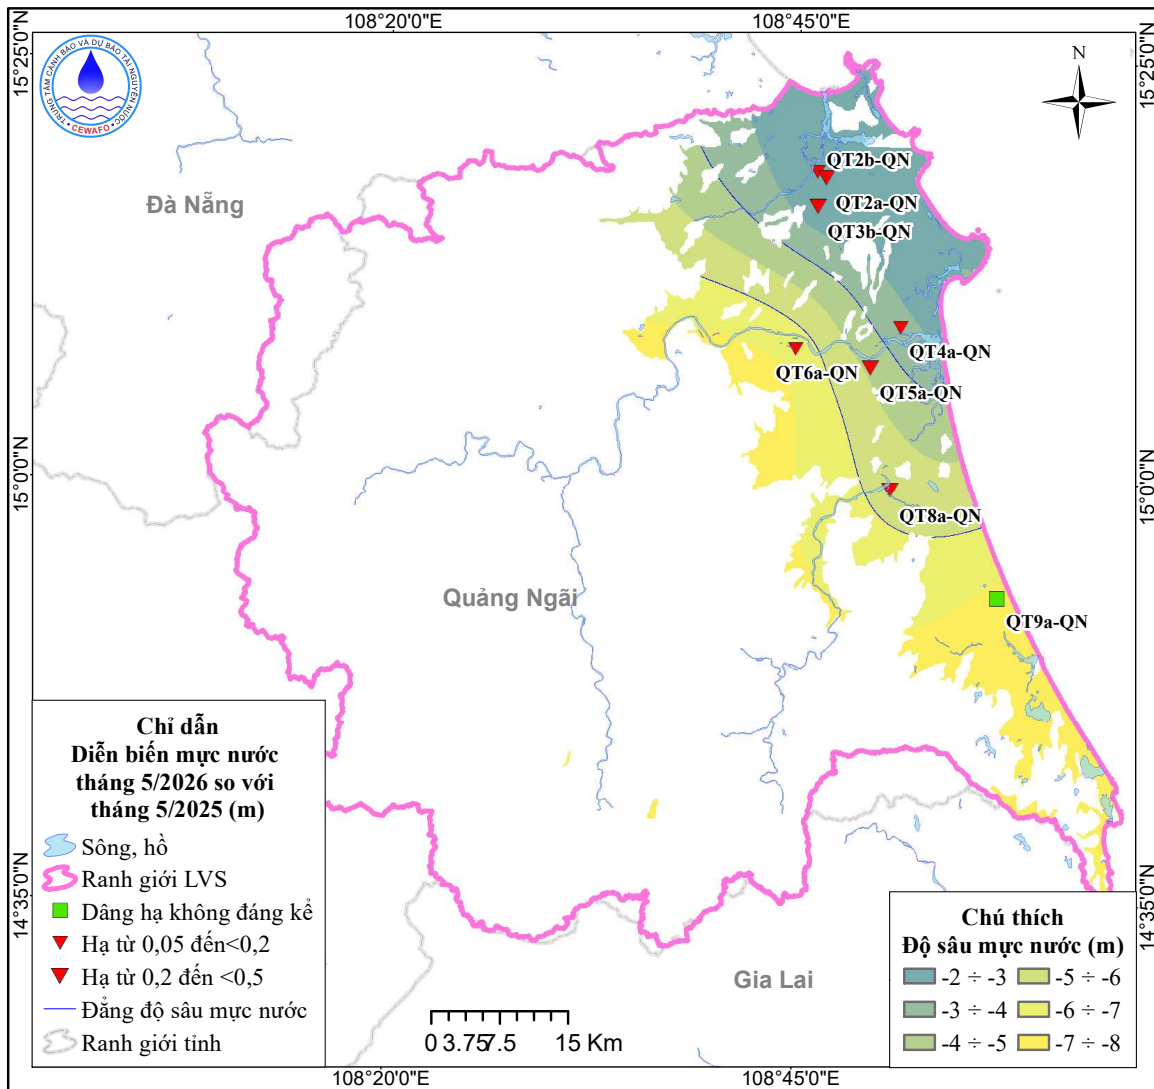 108°20'0"E
108°45'0"E
15°25'0"N
15°25'0"N
TRUNG TÂM CẢNH BÁO VÀ DỰ BÁO TÀI NGUYÊN NƯỚC
• CEWAFO •
N
Đà Nẵng
QT2b-QN
QT2a-QN
QT3b-QN
QT4a-QN
QT6a-QN
QT5a-QN
15°0'0"N
15°0'0"N
QT8a-QN
Quảng Ngãi
QT9a-QN
Chỉ dẫn
Diễn biến mực nước
tháng 5/2026 so với
tháng 5/2025 (m)
Sông, hồ
Ranh giới LVS
Dâng hạ không đáng kể
Hạ từ 0,05 đến<0,2
Hạ từ 0,2 đến <0,5
Đẳng độ sâu mực nước
Ranh giới tỉnh
14°35'0"N
14°35'0"N
Gia Lai
0 3.75 7.5 15 Km
Chú thích
Độ sâu mực nước (m)
-2 ÷ -3 -5 ÷ -6
-3 ÷ -4 -6 ÷ -7
-4 ÷ -5 -7 ÷ -8
108°20'0"E
108°45'0"E